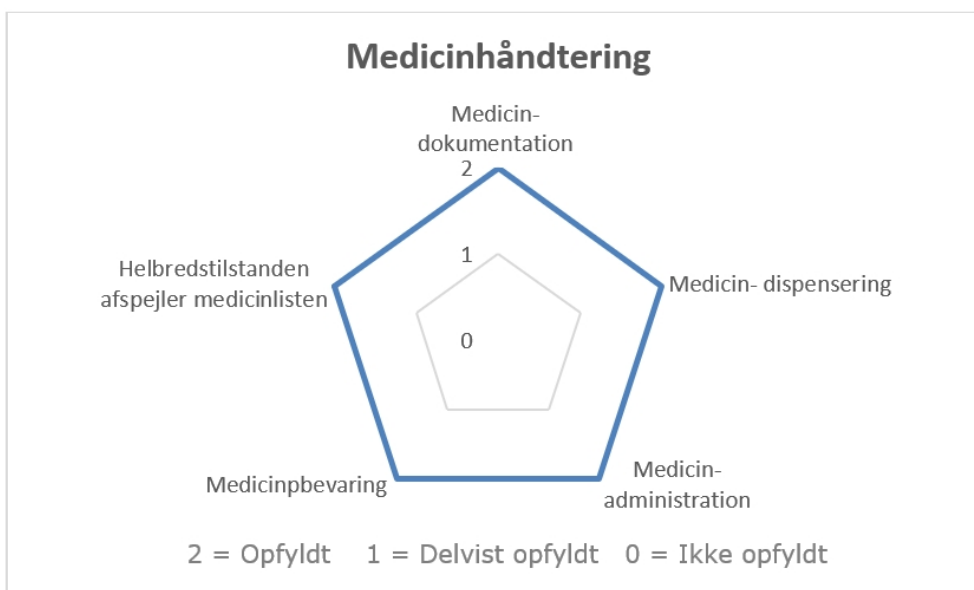 Medicinhåndtering
Medicin-
dokumentation
2
1
0
Helbredstilstanden
afspejler medicinlisten
Medicin- dispensering
Medicinpbevaring
Medicin-
administration
2 = Opfyldt 1 = Delvist opfyldt 0 = Ikke opfyldt